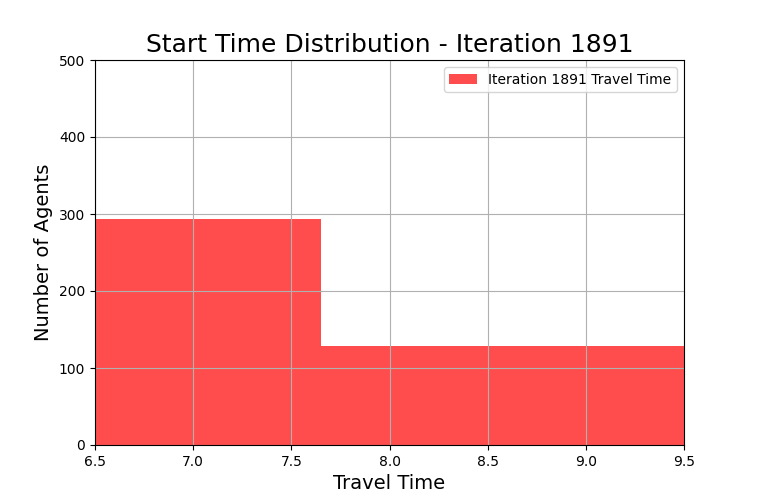 Start Time Distribution - Iteration 1891
Iteration 1891 Travel Time
500
400
300
200
100
0
Number of Agents
6.5 7.0 7.5 8.0 8.5 9.0 9.5
Travel Time